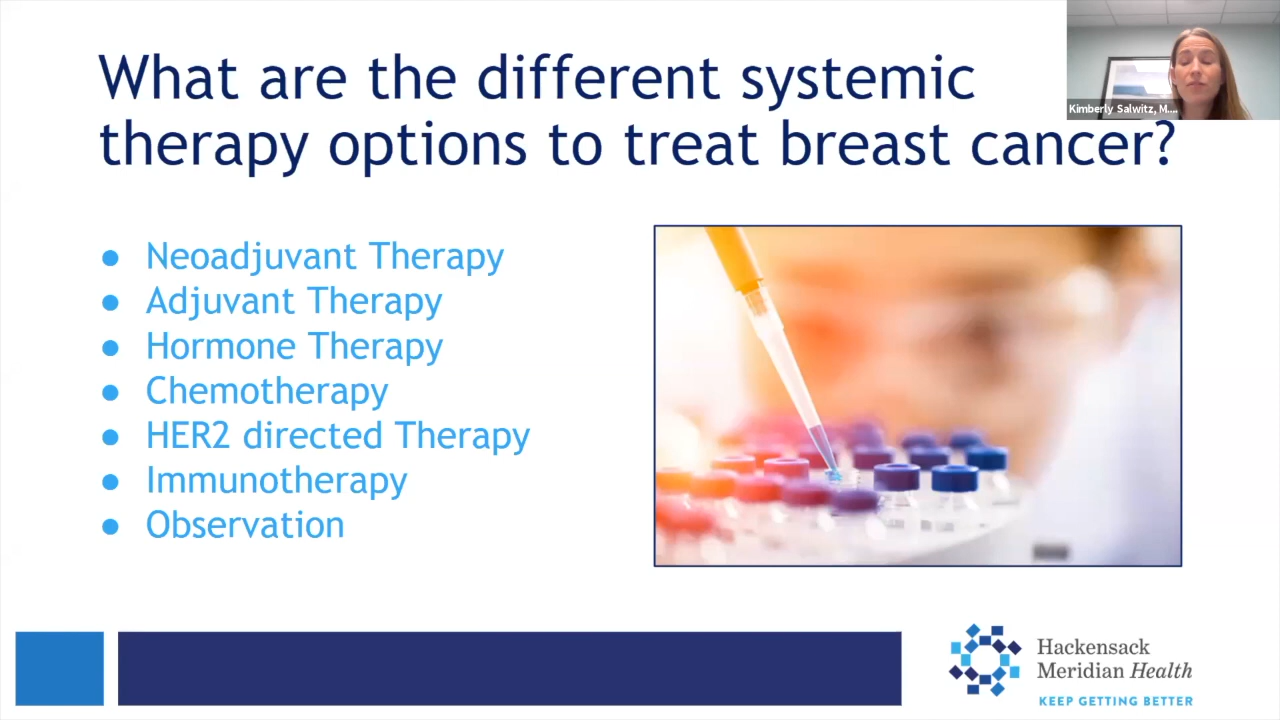 What are the different systemic
therapy options to treat breast cancer?
Kimberly Salwitz, M....
● Neoadjuvant Therapy
● Adjuvant Therapy
● Hormone Therapy
● Chemotherapy
● HER2 directed Therapy
● Immunotherapy
● Observation
Hackensack
Meridian Health
KEEP GETTING BETTER